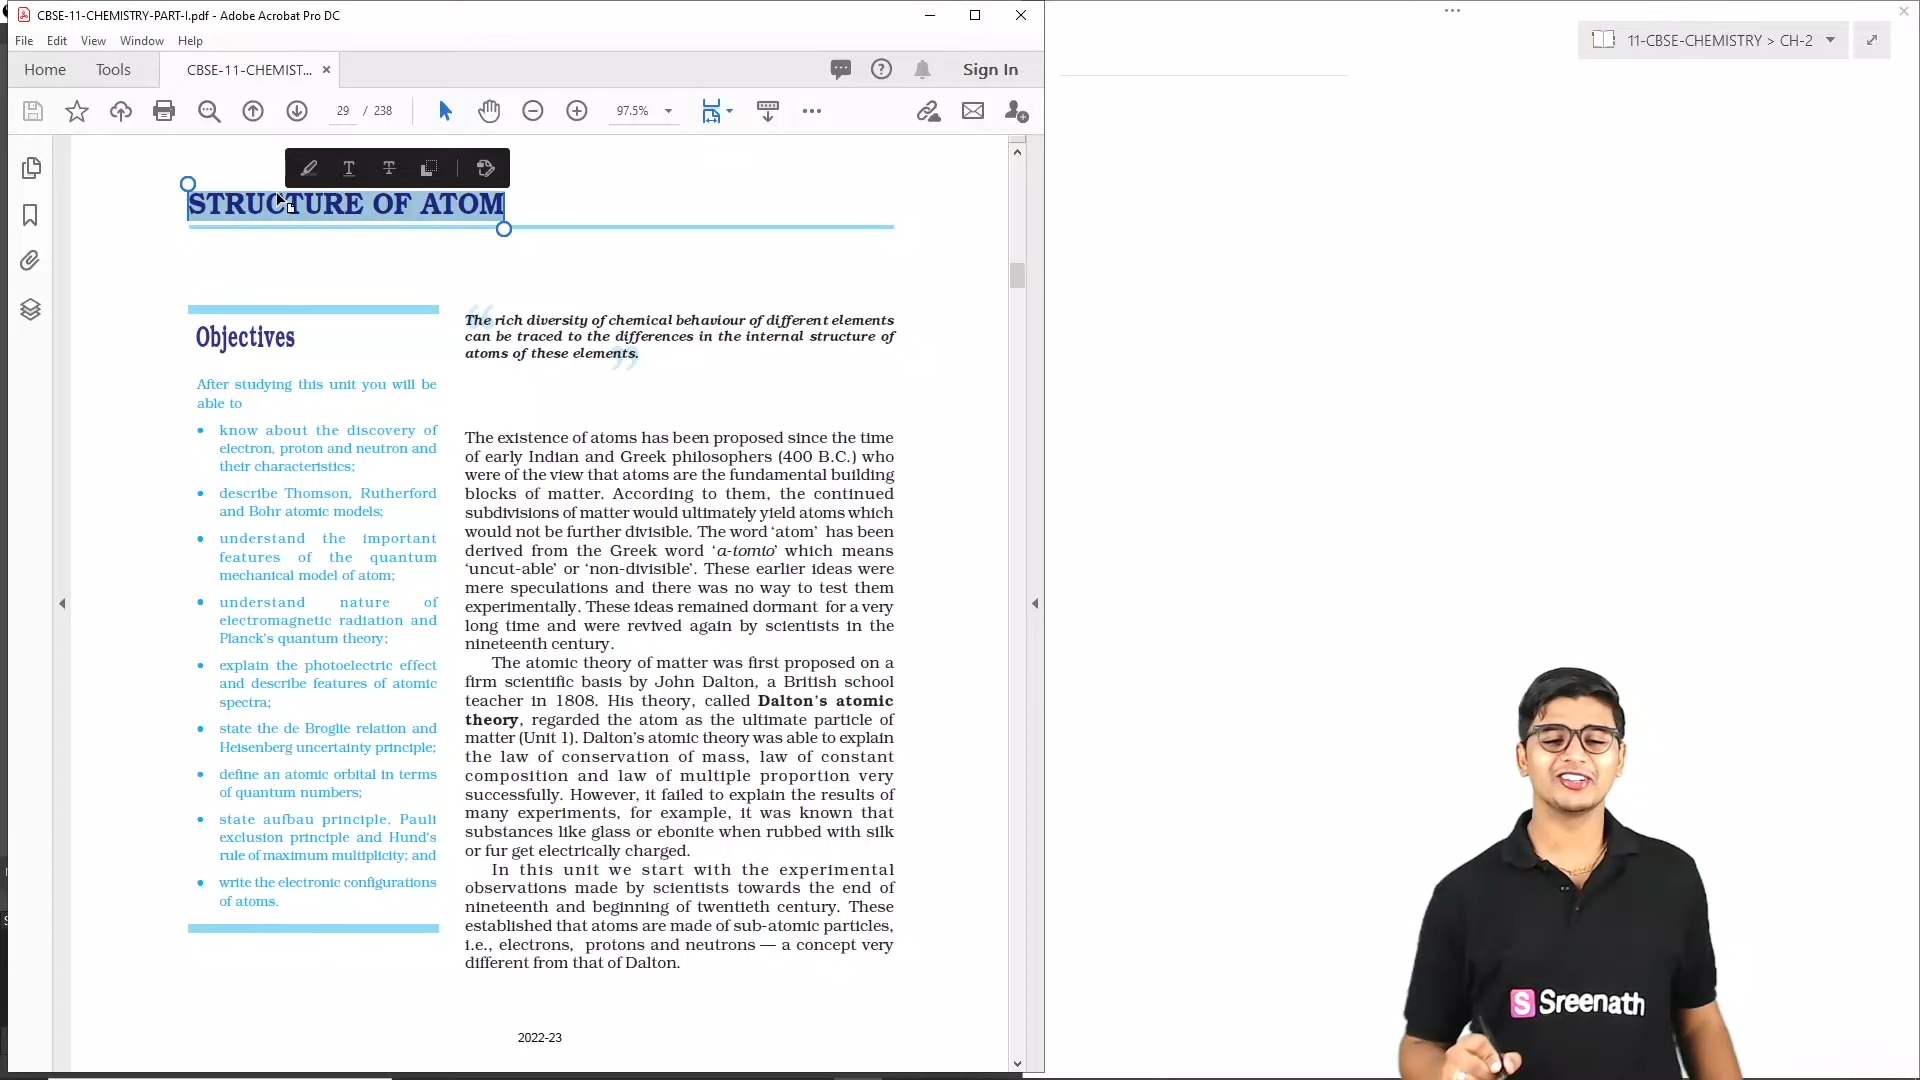 CBSE-11-CHEMISTRY-PART-I.pdf - Adobe Acrobat Pro DC
File Edit View Window Help
Home Tools CBSE-11-CHEMIST... Sign In
29 / 238 97.5%
STRUCTURE OF ATOM
Objectives
After studying this unit you will be
able to
• know about the discovery of
electron, proton and neutron and
their characteristics;
• describe Thomson, Rutherford
and Bohr atomic models;
• understand the important
features of the quantum
mechanical model of atom;
• understand nature of
electromagnetic radiation and
Planck's quantum theory;
• explain the photoelectric effect
and describe features of atomic
spectra;
• state the de Broglie relation and
Heisenberg uncertainty principle;
• define an atomic orbital in terms
of quantum numbers;
• state aufbau principle, Pauli
exclusion principle and Hund's
rule of maximum multiplicity; and
• write the electronic configurations
of atoms.
“The rich diversity of chemical behaviour of different elements
can be traced to the differences in the internal structure of
atoms of these elements.”
The existence of atoms has been proposed since the time
of early Indian and Greek philosophers (400 B.C.) who
were of the view that atoms are the fundamental building
blocks of matter. According to them, the continued
subdivisions of matter would ultimately yield atoms which
would not be further divisible. The word ‘atom’ has been
derived from the Greek word ‘a-tomio’ which means
‘uncut-able’ or ‘non-divisible’. These earlier ideas were
mere speculations and there was no way to test them
experimentally. These ideas remained dormant for a very
long time and were revived again by scientists in the
nineteenth century.
The atomic theory of matter was first proposed on a
firm scientific basis by John Dalton, a British school
teacher in 1808. His theory, called Dalton's atomic
theory, regarded the atom as the ultimate particle of
matter (Unit 1). Dalton's atomic theory was able to explain
the law of conservation of mass, law of constant
composition and law of multiple proportion very
successfully. However, it failed to explain the results of
many experiments, for example, it was known that
substances like glass or ebonite when rubbed with silk
or fur get electrically charged.
In this unit we start with the experimental
observations made by scientists towards the end of
nineteenth and beginning of twentieth century. These
established that atoms are made of sub-atomic particles,
i.e., electrons, protons and neutrons — a concept very
different from that of Dalton.
2022-23
11-CBSE-CHEMISTRY > CH-2
S Sreenath